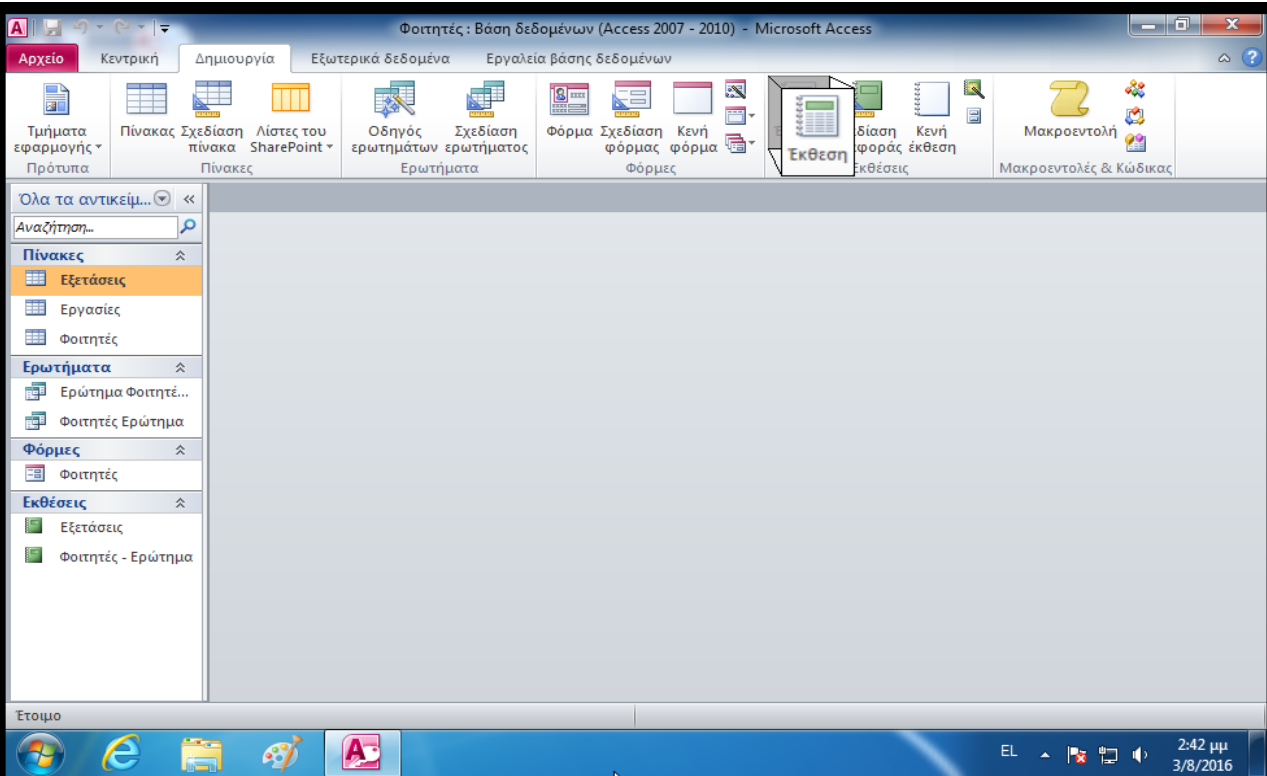 Φοιτητές : Βάση δεδομένων (Access 2007 - 2010) - Microsoft Access
Αρχείο Κεντρική Δημιουργία Εξωτερικά δεδομένα Εργαλεία βάσης δεδομένων
Τμήματα εφαρμογής
Πίνακας
Σχεδίαση πίνακα
Λίστες του SharePoint
Οδηγός ερωτημάτων
Σχεδίαση ερωτήματος
Φόρμα
Σχεδίαση φόρμας
Κενή φόρμα
Έκθεση
Κενή έκθεση
Μακροεντολή
Πρότυπα Πίνακες Ερωτήματα Φόρμες Μακροεντολές & Κώδικας
Όλα τα αντικείμ...
Αναζήτηση...
Πίνακες
Εξετάσεις
Εργασίες
Φοιτητές
Ερωτήματα
Ερώτημα Φοιτητέ...
Φοιτητές Ερώτημα
Φόρμες
Φοιτητές
Εκθέσεις
Εξετάσεις
Φοιτητές - Ερώτημα
Έτοιμο
EL
2:42 μμ
3/8/2016